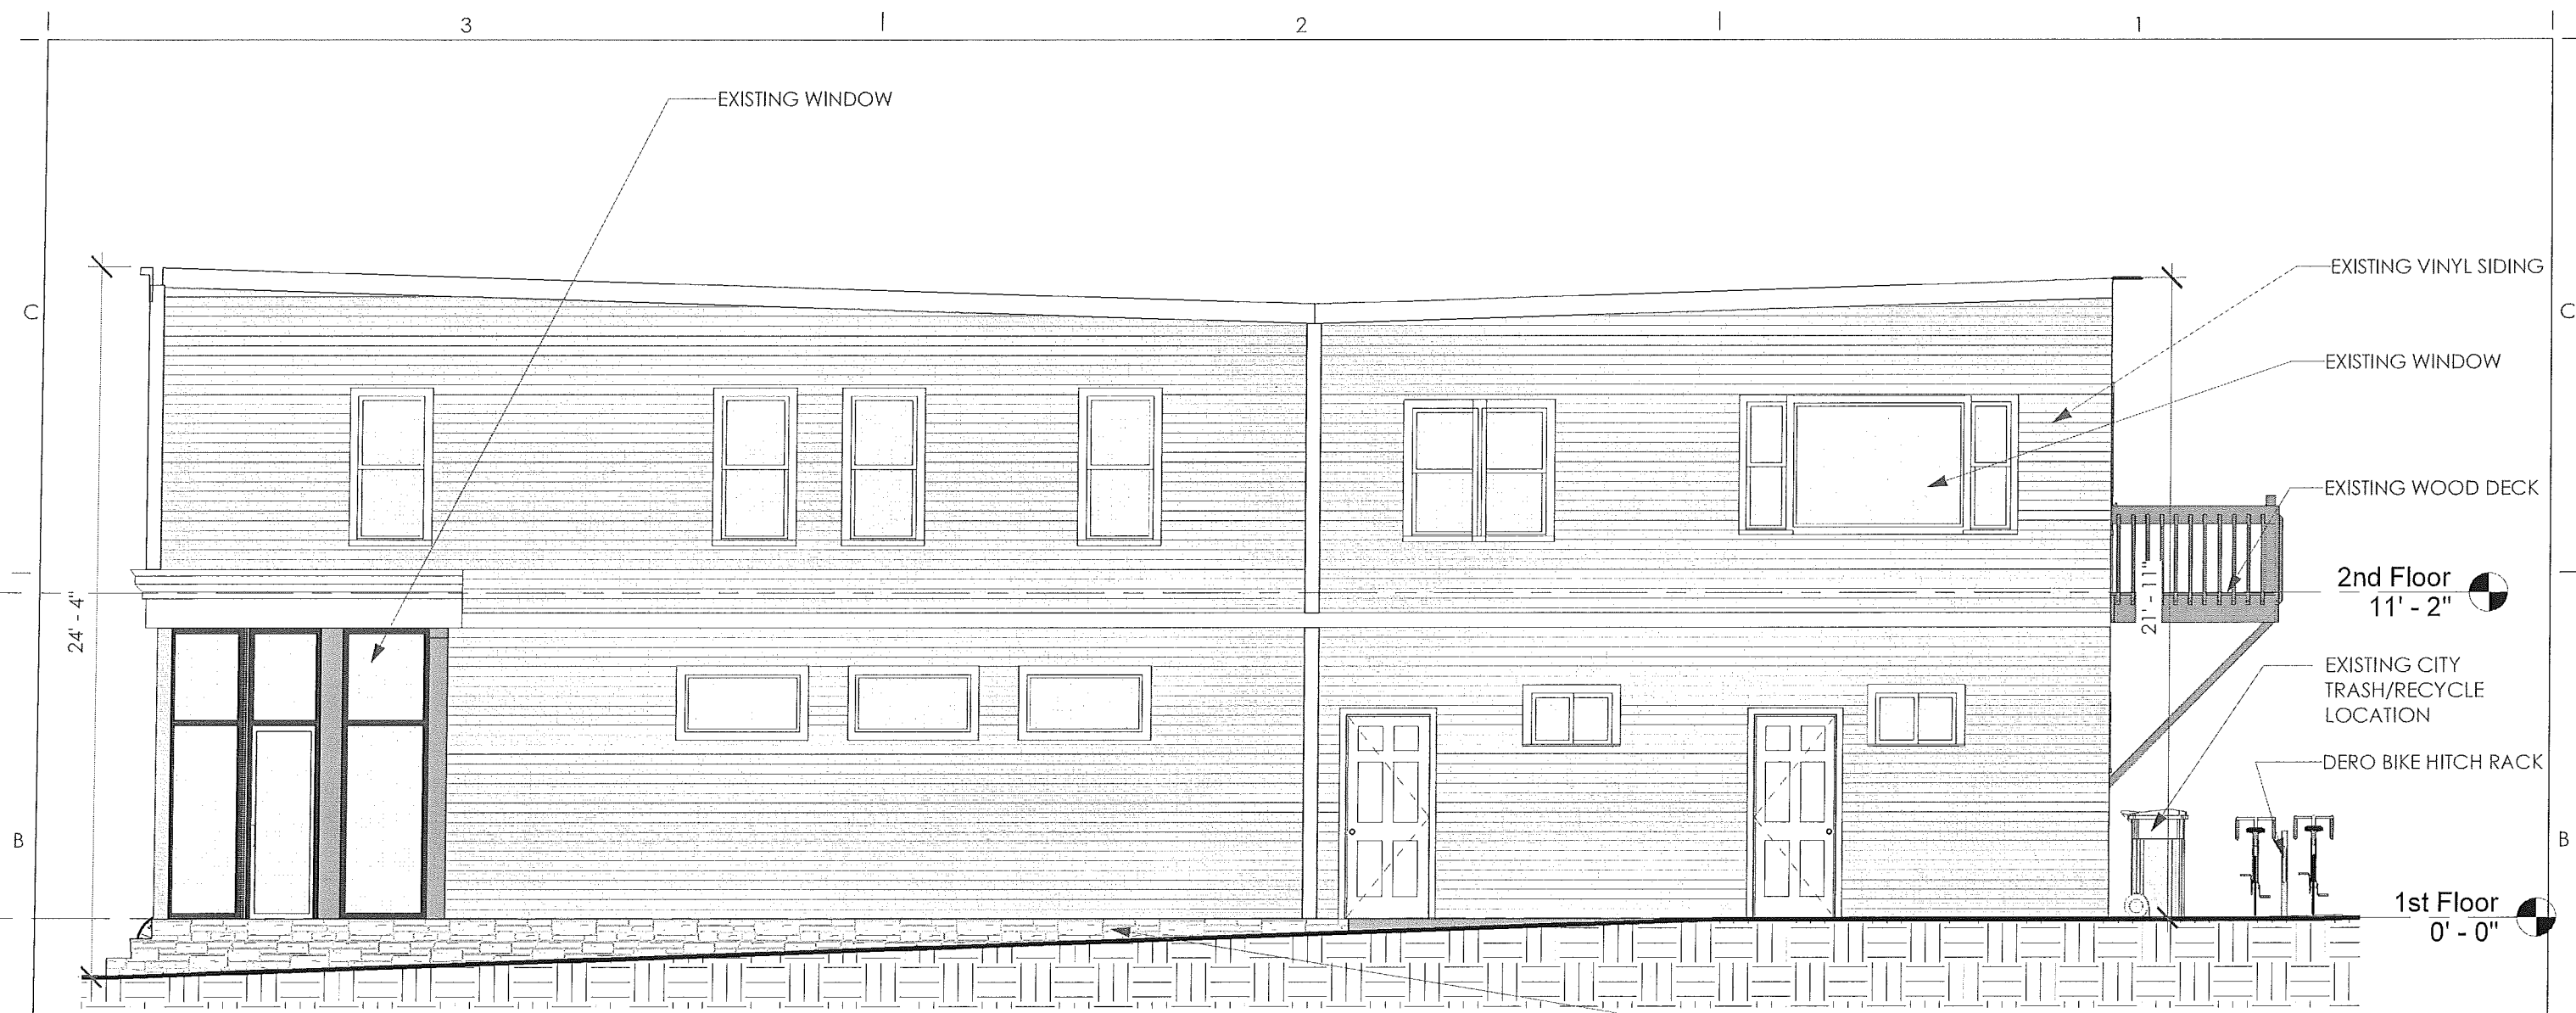 3 2 1
EXISTING WINDOW
C
EXISTING VINYL SIDING
C
EXISTING WINDOW
EXISTING WOOD DECK
2nd Floor
11' - 2"
24' - 4"
21' - 11"
EXISTING CITY
TRASH/RECYCLE
LOCATION
DERO BIKE HITCH RACK
B
B
1st Floor
0' - 0"